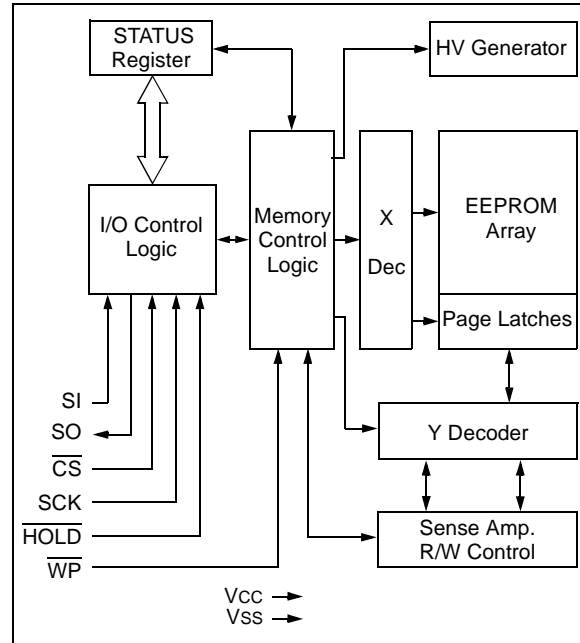 STATUS
Register
HV Generator
I/O Control
Logic
Memory
Control
Logic
X
Dec
EEPROM
Array
Page Latches
SI
SO
CS
SCK
HOLD
WP
Y Decoder
Sense Amp.
R/W Control
VCC
VSS